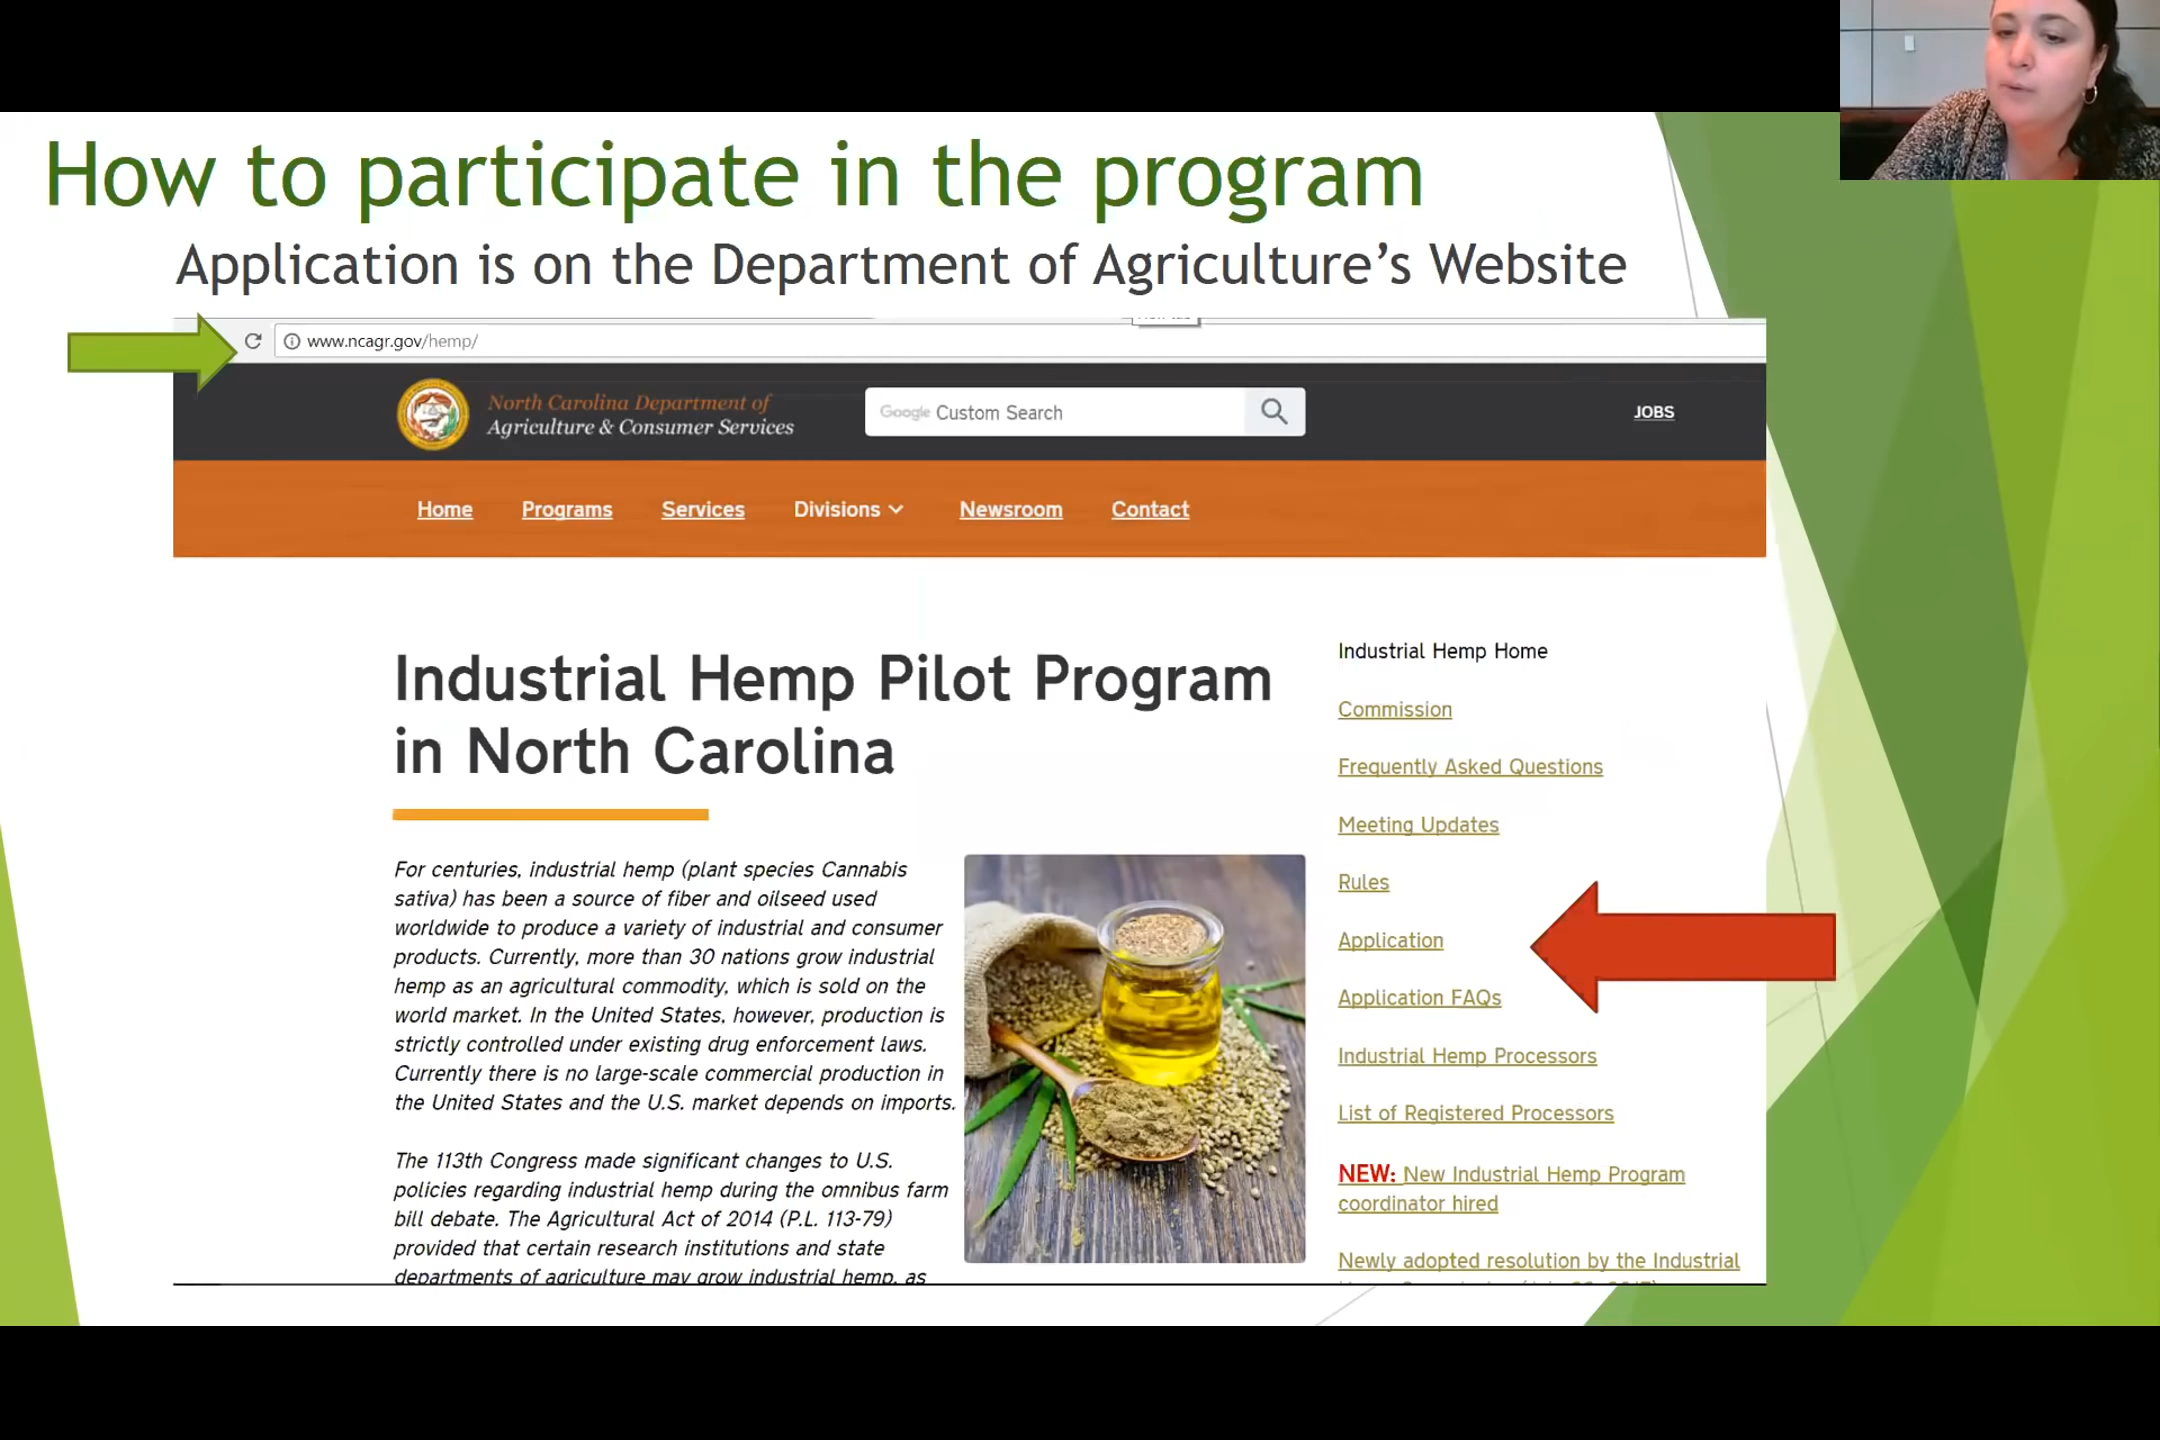 How to participate in the program
Application is on the Department of Agriculture's Website
www.ncagr.gov/hemp/
North Carolina Department of
Agriculture & Consumer Services
Google Custom Search
JOBS
Home Programs Services Divisions Newsroom Contact
Industrial Hemp Pilot Program
in North Carolina
For centuries, industrial hemp (plant species Cannabis
sativa) has been a source of fiber and oilseed used
worldwide to produce a variety of industrial and consumer
products. Currently, more than 30 nations grow industrial
hemp as an agricultural commodity, which is sold on the
world market. In the United States, however, production is
strictly controlled under existing drug enforcement laws.
Currently there is no large-scale commercial production in
the United States and the U.S. market depends on imports.
The 113th Congress made significant changes to U.S.
policies regarding industrial hemp during the omnibus farm
bill debate. The Agricultural Act of 2014 (P.L. 113-79)
provided that certain research institutions and state
departments of agriculture may grow industrial hemp, as
Industrial Hemp Home
Commission
Frequently Asked Questions
Meeting Updates
Rules
Application
Application FAQs
Industrial Hemp Processors
List of Registered Processors
NEW: New Industrial Hemp Program
coordinator hired
Newly adopted resolution by the Industrial